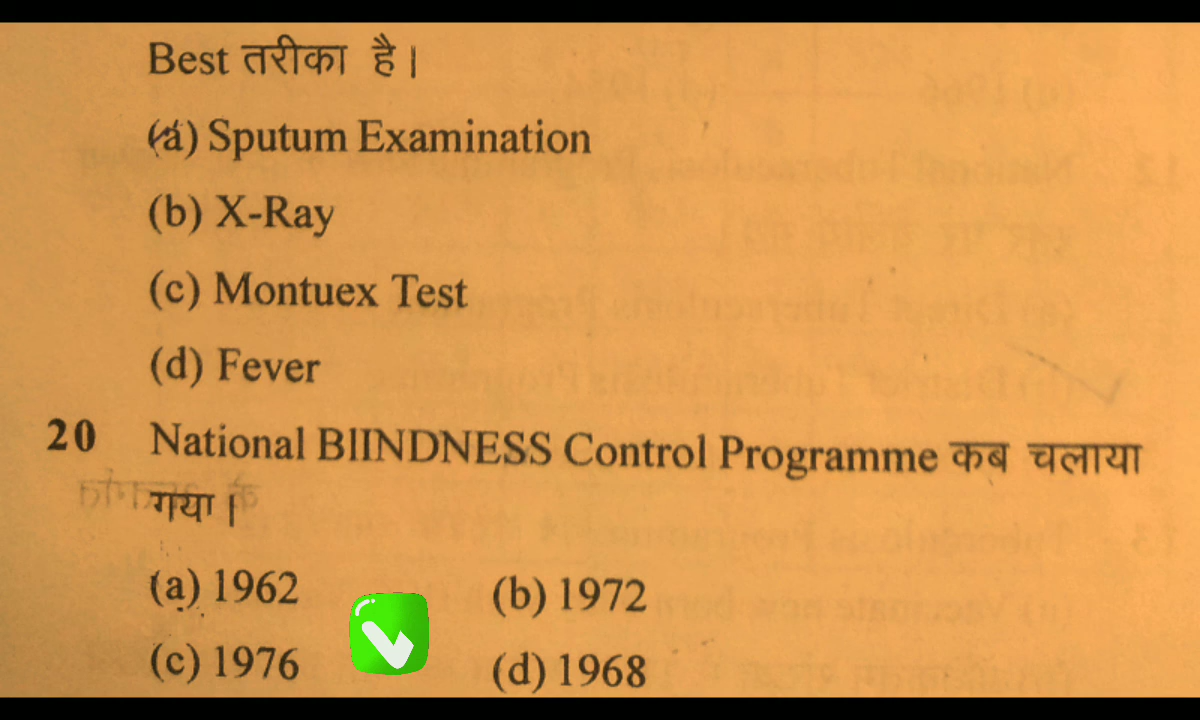 Best तरीका है।
(a) Sputum Examination
(b) X-Ray
(c) Montuex Test
(d) Fever
20 National BIINDNESS Control Programme कब चलाया
गया।
(a) 1962 (b) 1972
(c) 1976 (d) 1968